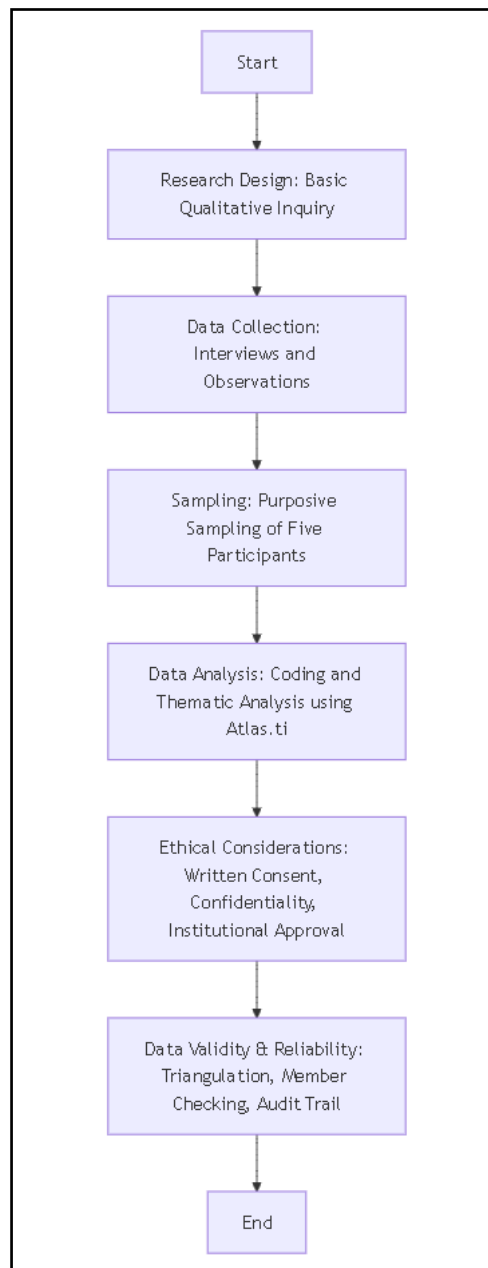 Start
Research Design: Basic
Qualitative Inquiry
Data Collection:
Interviews and
Observations
Sampling: Purposive
Sampling of Five
Participants
Data Analysis: Coding and
Thematic Analysis using
Atlas.ti
Ethical Considerations:
Written Consent,
Confidentiality,
Institutional Approval
Data Validity & Reliability:
Triangulation, Member
Checking, Audit Trail
End